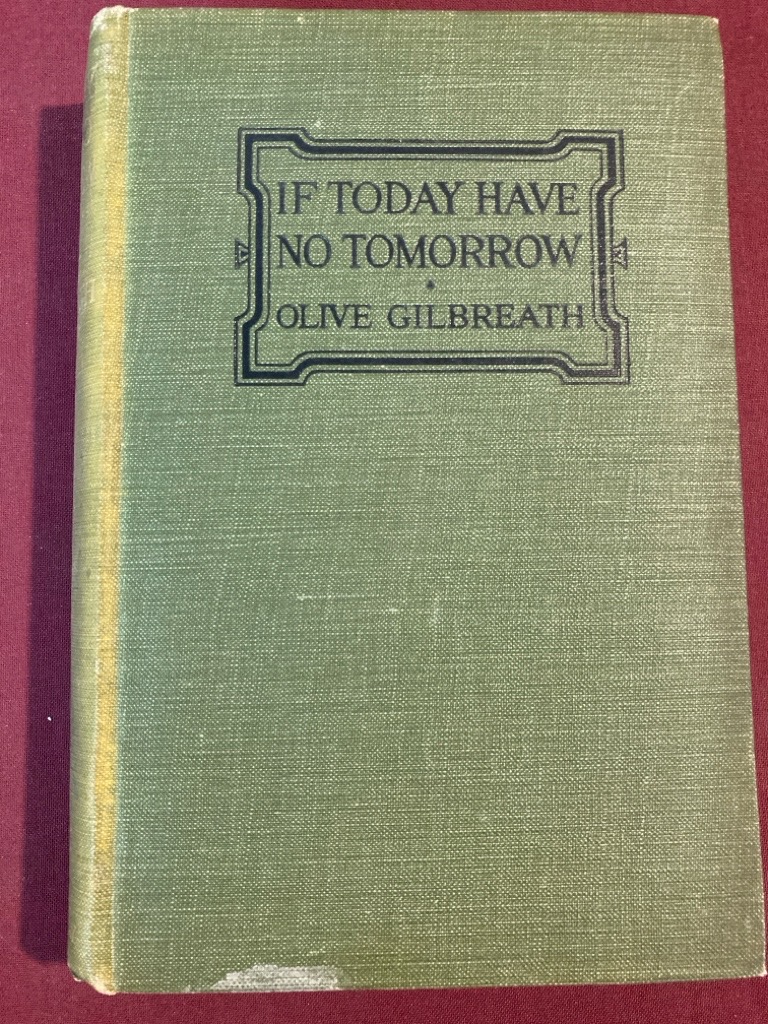 IF TODAY HAVE
NO TOMORROW
OLIVE GILBREATH